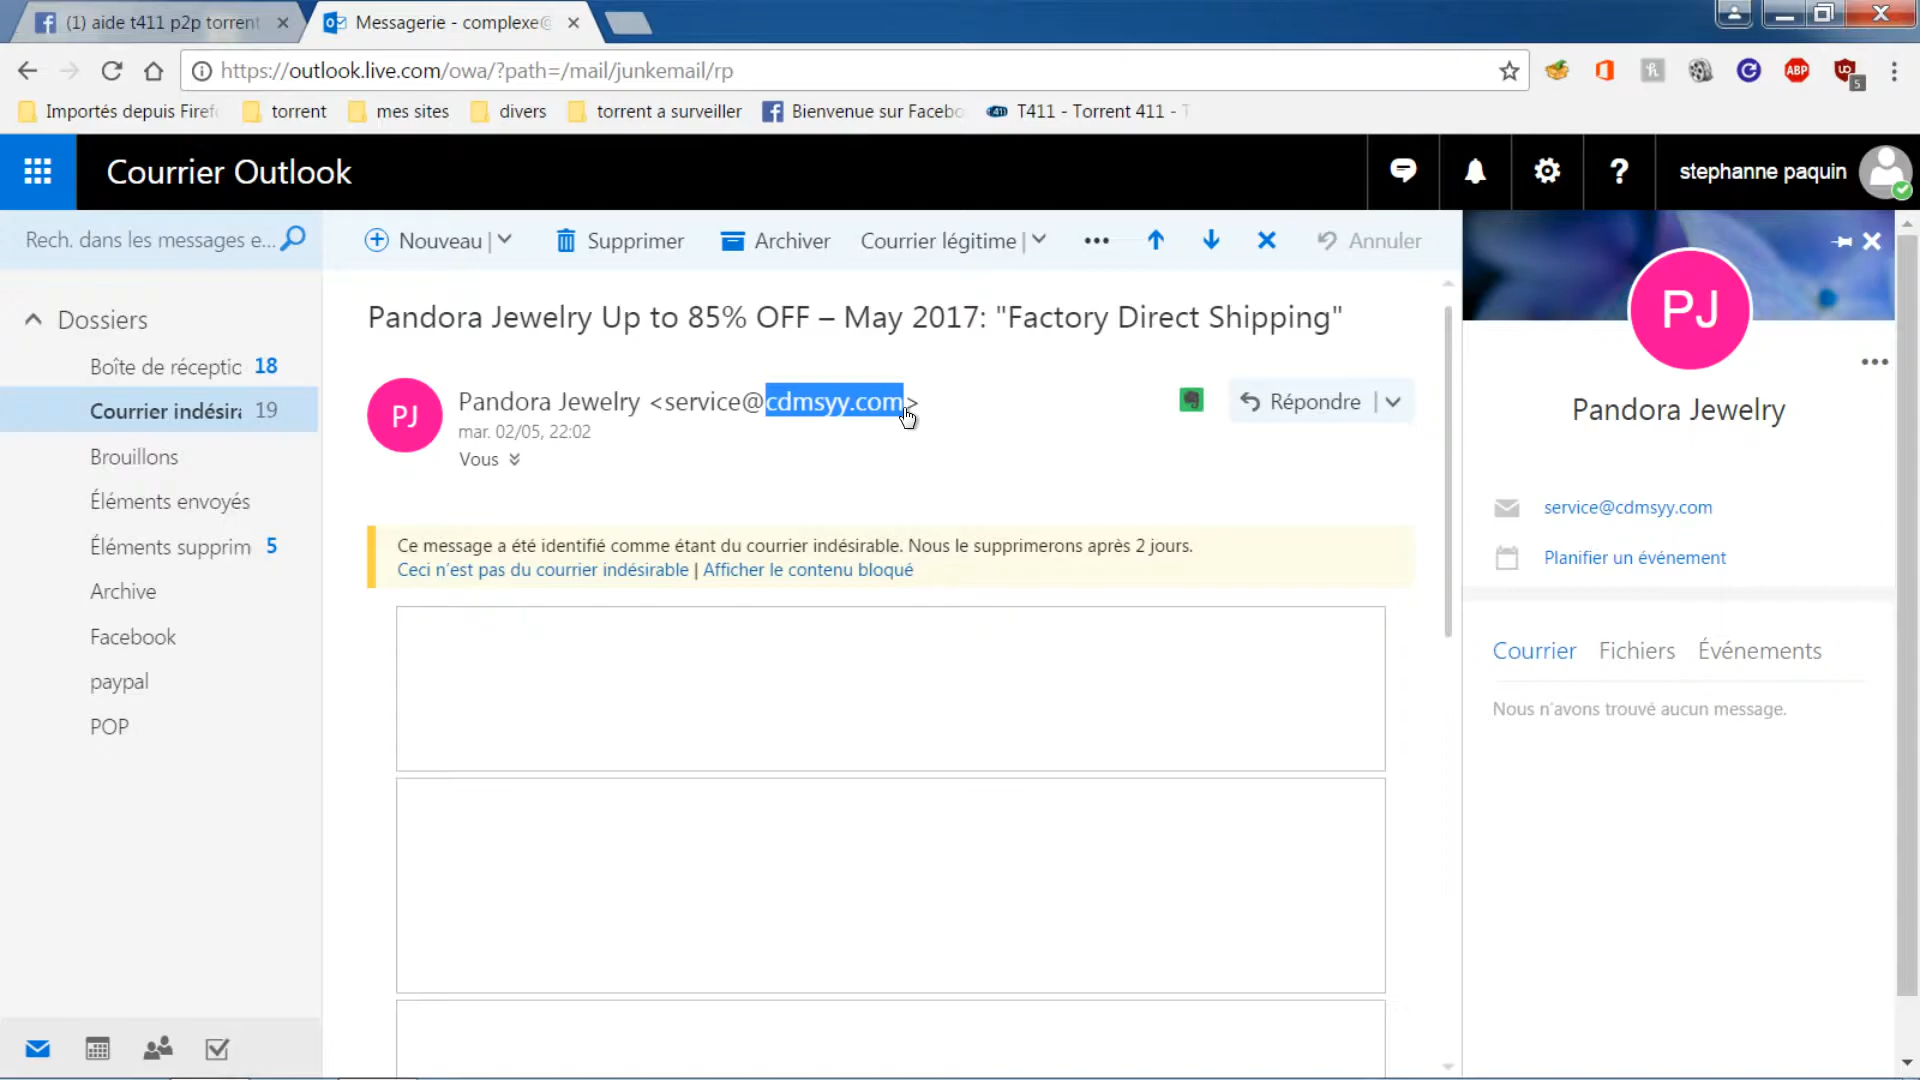 (1) aide t411 p2p torrent
Messagerie - complexe@
https://outlook.live.com/owa/?path=/mail/junkemail/rp
ABP
5
Importés depuis Firef
torrent
mes sites
divers
torrent a surveiller
Bienvenue sur Facebo
T411 - Torrent 411 - T
Courrier Outlook
stephanne paquin
Rech. dans les messages e...
Nouveau
Supprimer
Archiver
Courrier légitime
Annuler
Dossiers
Boîte de réceptic 18
Courrier indésira 19
Brouillons
Éléments envoyés
Éléments supprim 5
Archive
Facebook
paypal
POP
Pandora Jewelry Up to 85% OFF – May 2017: "Factory Direct Shipping"
PJ
Pandora Jewelry <service@cdmsyy.com>
mar. 02/05, 22:02
Vous
Répondre
Ce message a été identifié comme étant du courrier indésirable. Nous le supprimerons après 2 jours.
Ceci n'est pas du courrier indésirable | Afficher le contenu bloqué
PJ
Pandora Jewelry
service@cdmsyy.com
Planifier un événement
Courrier
Fichiers
Événements
Nous n'avons trouvé aucun message.